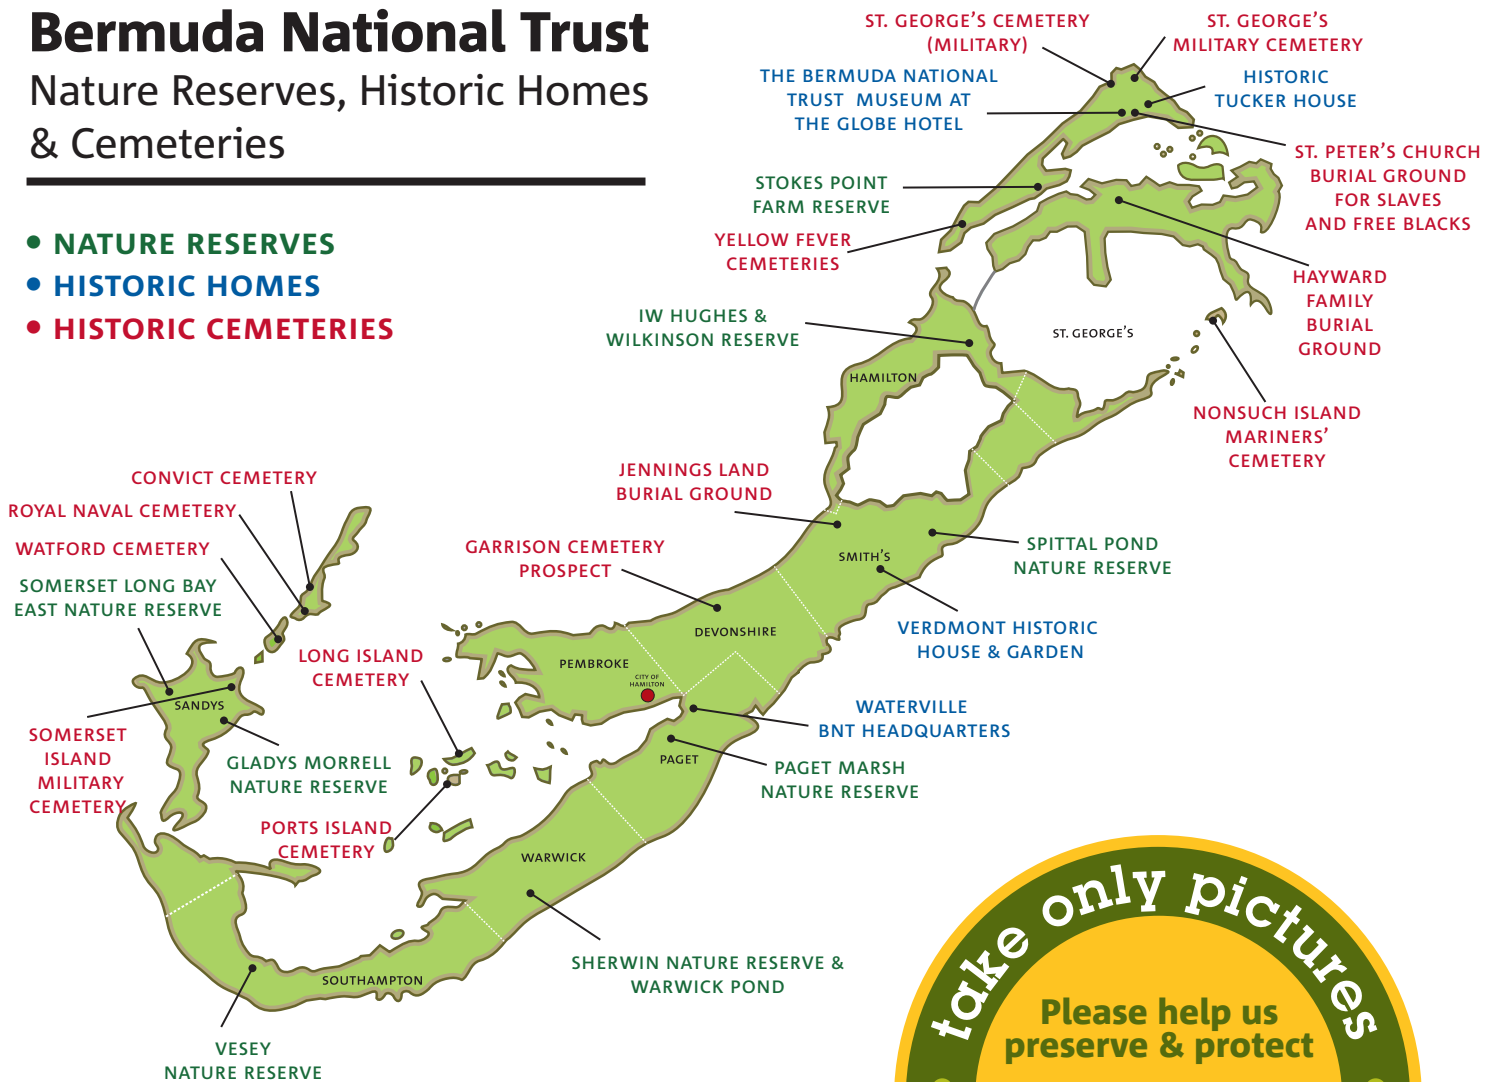 Bermuda National Trust
Nature Reserves, Historic Homes
& Cemeteries
• NATURE RESERVES
• HISTORIC HOMES
• HISTORIC CEMETERIES
ST. GEORGE'S CEMETERY
(MILITARY)
ST. GEORGE'S
MILITARY CEMETERY
THE BERMUDA NATIONAL
TRUST MUSEUM AT
THE GLOBE HOTEL
HISTORIC
TUCKER HOUSE
ST. PETER'S CHURCH
BURIAL GROUND
FOR SLAVES
AND FREE BLACKS
STOKES POINT
FARM RESERVE
YELLOW FEVER
CEMETERIES
HAYWARD
FAMILY
BURIAL
GROUND
IW HUGHES &
WILKINSON RESERVE
ST. GEORGE'S
HAMILTON
NONSUCH ISLAND
MARINERS'
CEMETERY
JENNINGS LAND
BURIAL GROUND
CONVICT CEMETERY
ROYAL NAVAL CEMETERY
WATFORD CEMETERY
SOMERSET LONG BAY
EAST NATURE RESERVE
GARRISON CEMETERY
PROSPECT
SMITH'S
SPITTAL POND
NATURE RESERVE
VERDMONT HISTORIC
HOUSE & GARDEN
DEVONSHIRE
PEMBROKE
CITY OF
HAMILTON
LONG ISLAND
CEMETERY
SANDYS
SOMERSET
ISLAND
MILITARY
CEMETERY
GLADYS MORRELL
NATURE RESERVE
WATERVILLE
BNT HEADQUARTERS
PAGET
PAGET MARSH
NATURE RESERVE
PORTS ISLAND
CEMETERY
WARWICK
SHERWIN NATURE RESERVE &
WARWICK POND
SOUTHAMPTON
VESEY
NATURE RESERVE
take only pictures
Please help us
preserve & protect